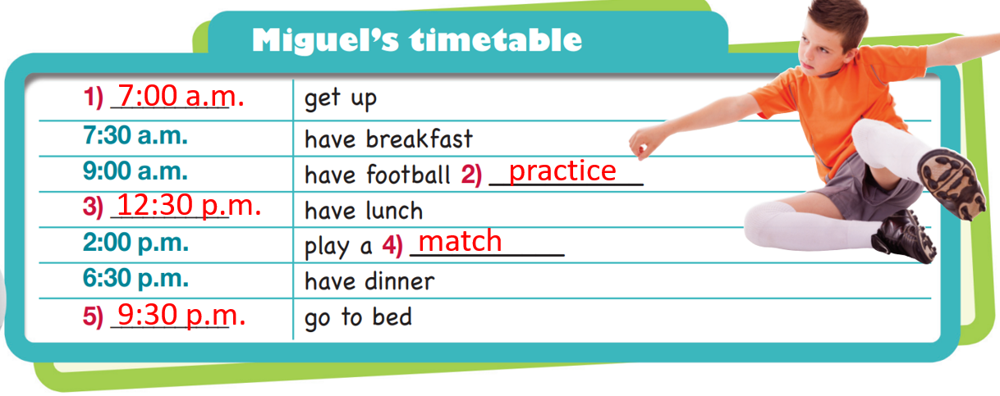 Miguel's timetable
1) 7:00 a.m. get up
7:30 a.m. have breakfast
9:00 a.m. have football 2) practice
3) 12:30 p.m. have lunch
2:00 p.m. play a 4) match
6:30 p.m. have dinner
5) 9:30 p.m. go to bed